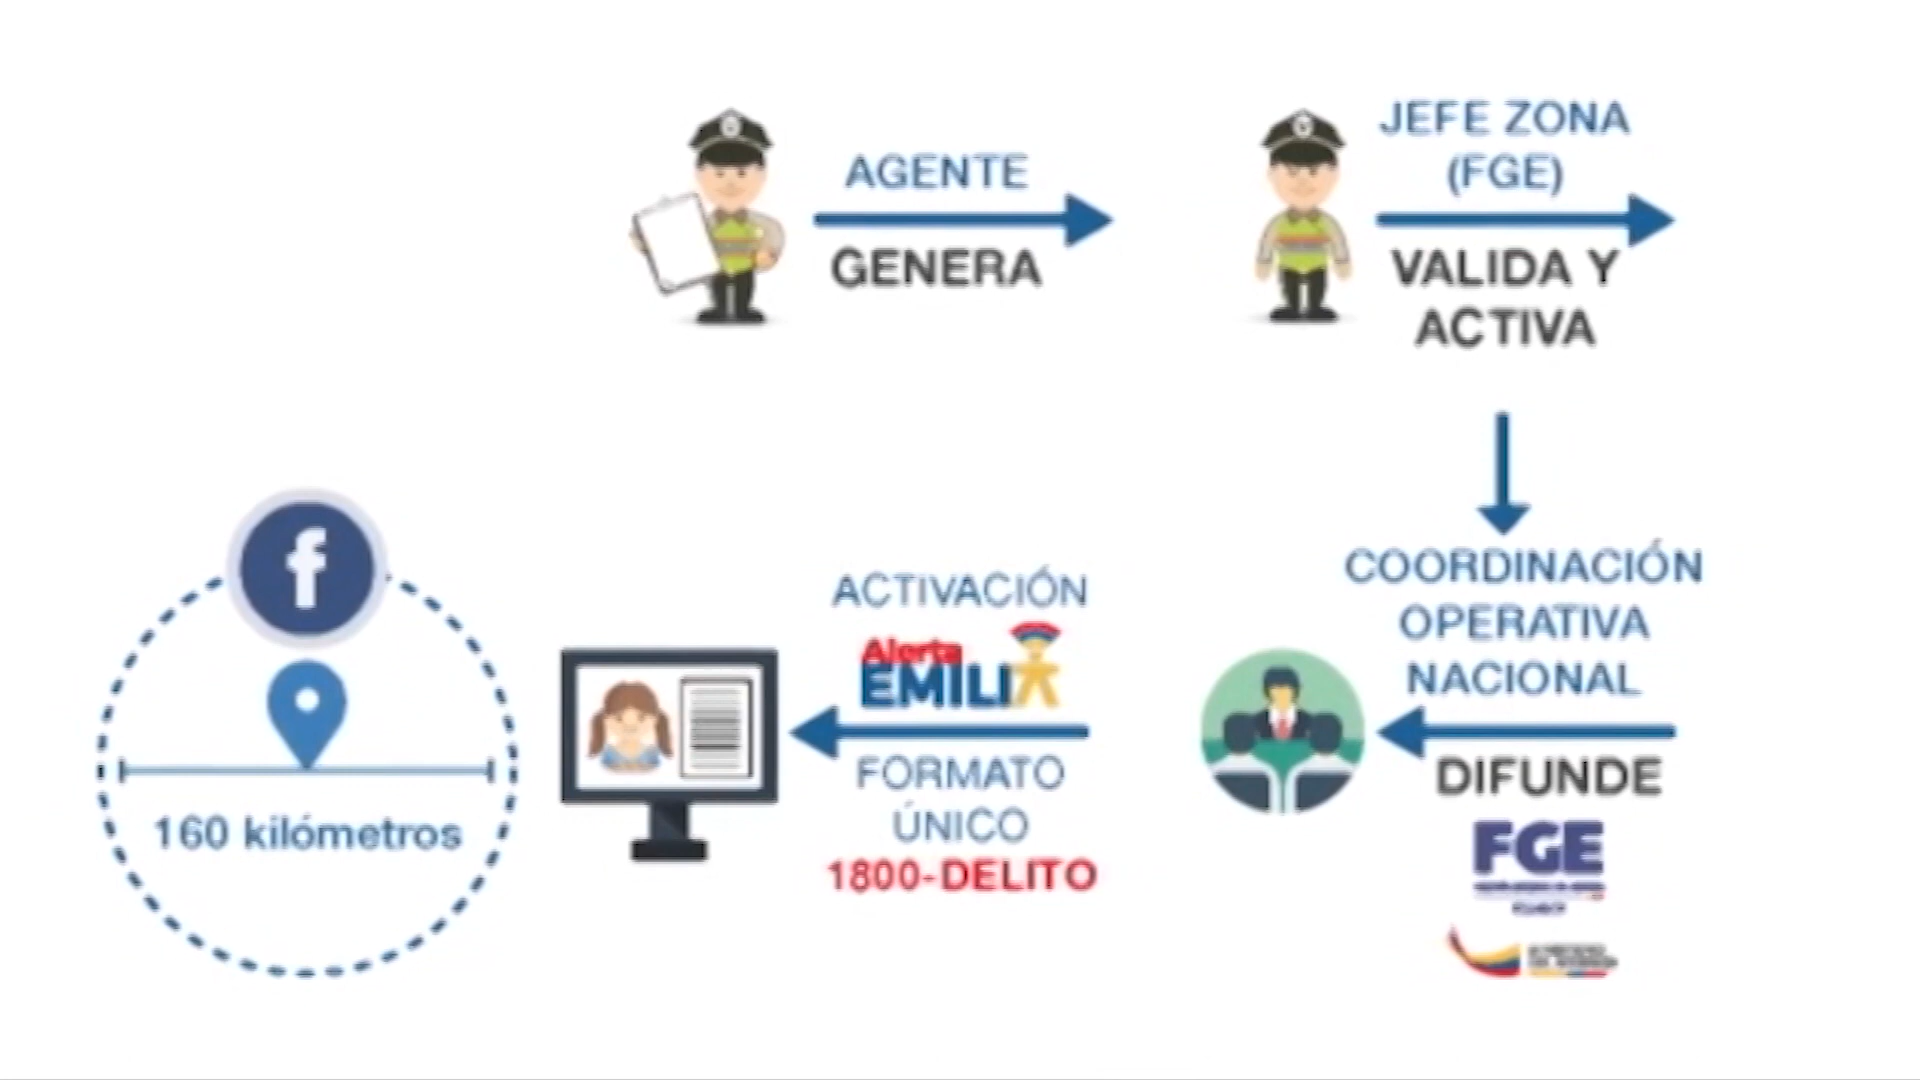 AGENTE
GENERA
JEFE ZONA
(FGE)
VALIDA Y
ACTIVA
COORDINACIÓN
OPERATIVA
NACIONAL
DIFUNDE
FGE
ACTIVACIÓN
Alerta
EMILIA
FORMATO
ÚNICO
1800-DELITO
f
160 kilómetros